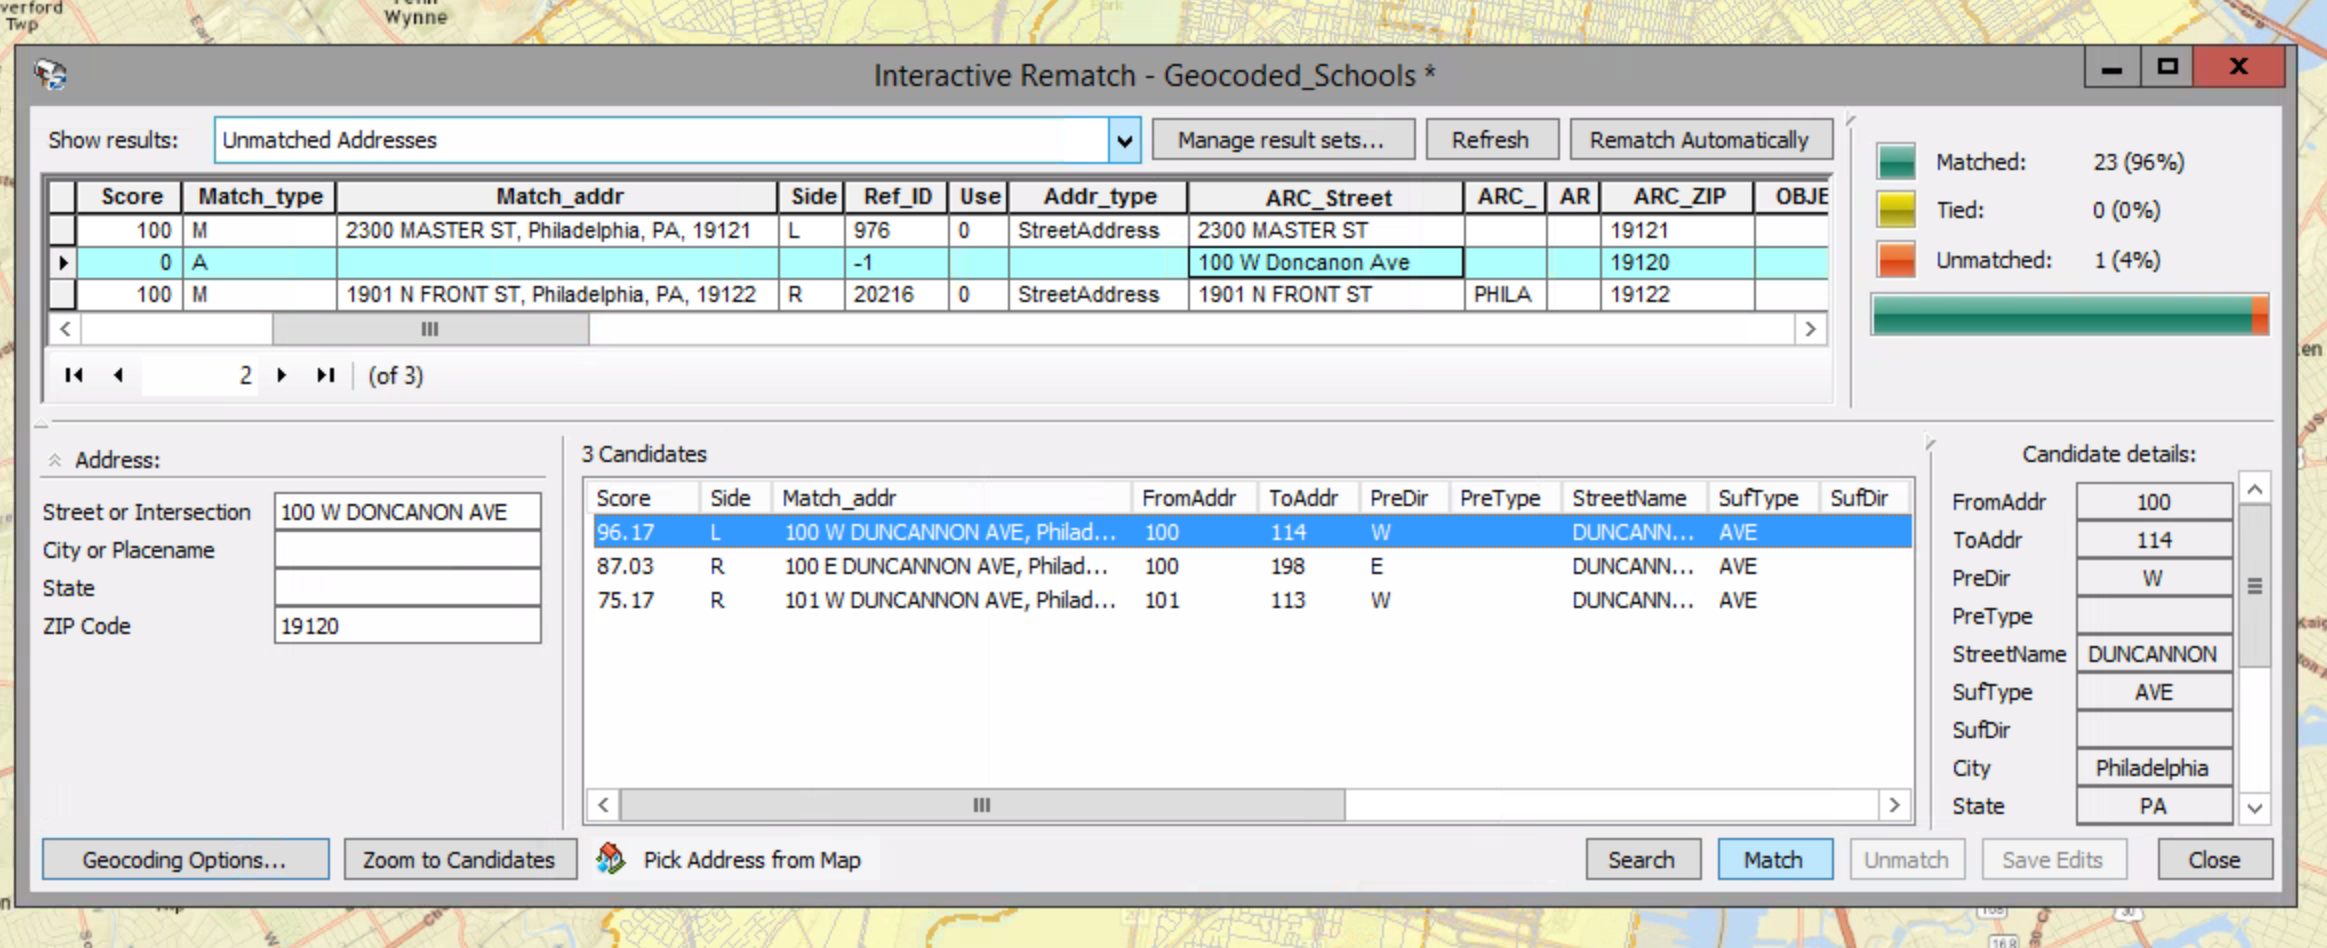 verford
Twp
Wynne
Park
Interactive Rematch - Geocoded_Schools *
Show results: Unmatched Addresses Manage result sets... Refresh Rematch Automatically
Score Match_type Match_addr Side Ref_ID Use Addr_type ARC_Street ARC_ AR ARC_ZIP OBJE
100 M 2300 MASTER ST, Philadelphia, PA, 19121 L 976 0 StreetAddress 2300 MASTER ST 19121
0 A -1 100 W Doncanon Ave 19120
100 M 1901 N FRONT ST, Philadelphia, PA, 19122 R 20216 0 StreetAddress 1901 N FRONT ST PHILA 19122
2 (of 3)
Matched: 23 (96%)
Tied: 0 (0%)
Unmatched: 1 (4%)
en
US
Address:
Street or Intersection 100 W DONCANON AVE
City or Placename
State
ZIP Code 19120
3 Candidates
Score Side Match_addr FromAddr ToAddr PreDir PreType StreetName SufType SufDir
96.17 L 100 W DUNCANNON AVE, Philad... 100 114 W DUNCANN... AVE
87.03 R 100 E DUNCANNON AVE, Philad... 100 198 E DUNCANN... AVE
75.17 R 101 W DUNCANNON AVE, Philad... 101 113 W DUNCANN... AVE
Candidate details:
FromAddr 100
ToAddr 114
PreDir W
PreType
StreetName DUNCANNON
SufType AVE
SufDir
City Philadelphia
State PA
Geocoding Options... Zoom to Candidates Pick Address from Map Search Match Unmatch Save Edits Close
168
30